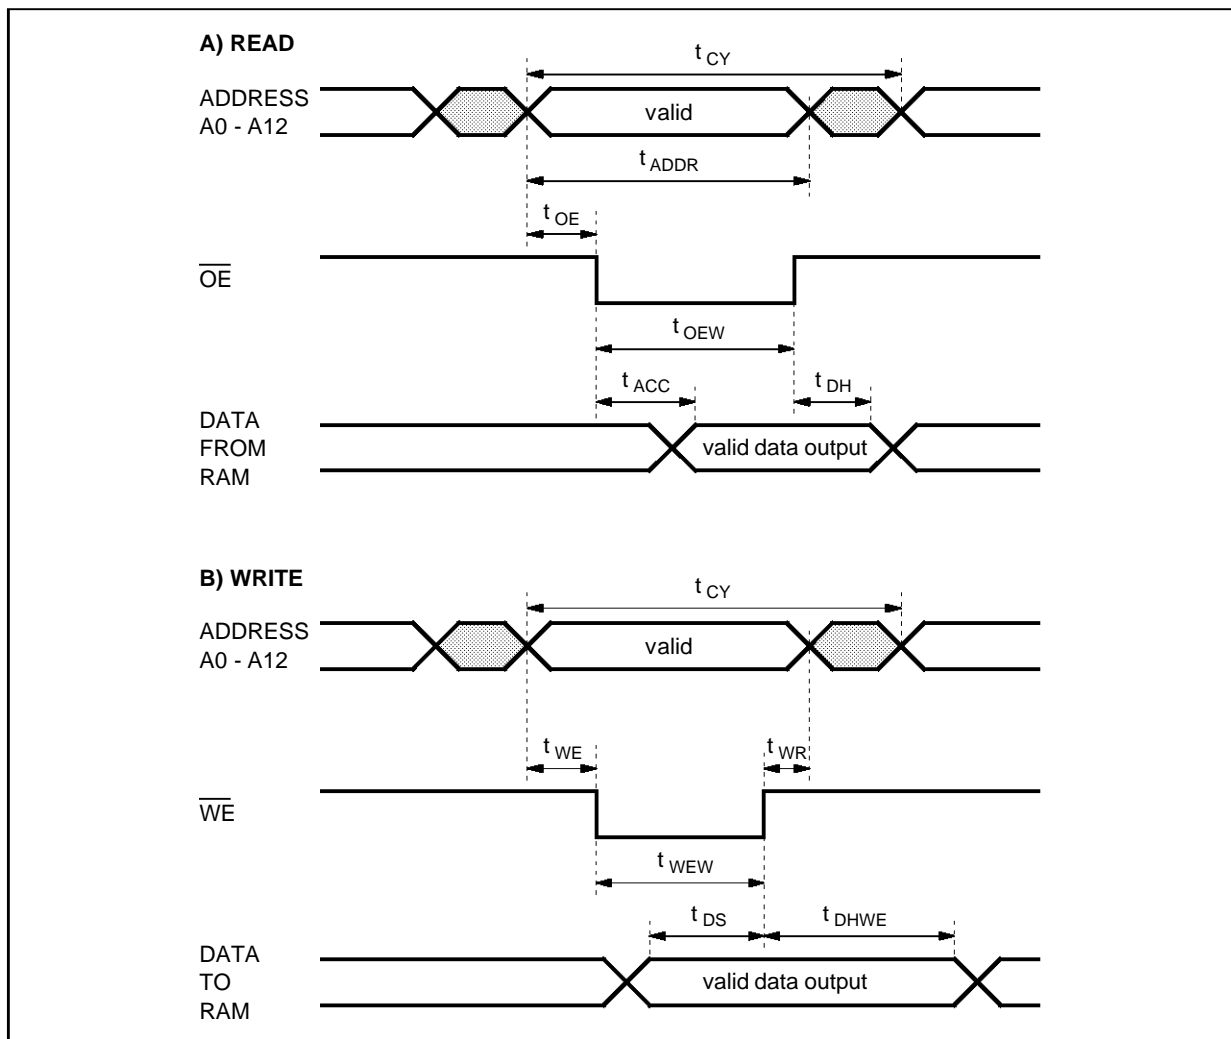 A) READ
t CY
ADDRESS
A0 - A12
valid
t ADDR
t OE
OE
t OEW
t ACC
t DH
DATA
FROM
RAM
valid data output
B) WRITE
t CY
ADDRESS
A0 - A12
valid
t WE
t WR
WE
t WEW
t DS
t DHWE
DATA
TO
RAM
valid data output